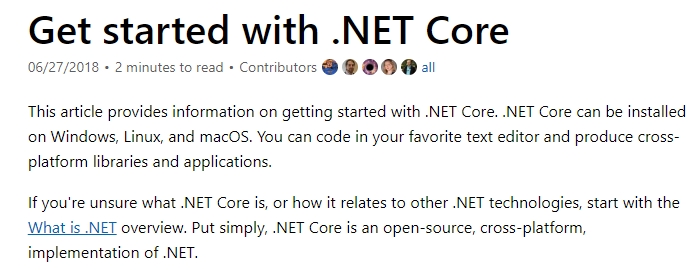 Get started with .NET Core
06/27/2018 • 2 minutes to read • Contributors all
This article provides information on getting started with .NET Core. .NET Core can be installed
on Windows, Linux, and macOS. You can code in your favorite text editor and produce cross-
platform libraries and applications.
If you're unsure what .NET Core is, or how it relates to other .NET technologies, start with the
What is .NET overview. Put simply, .NET Core is an open-source, cross-platform,
implementation of .NET.